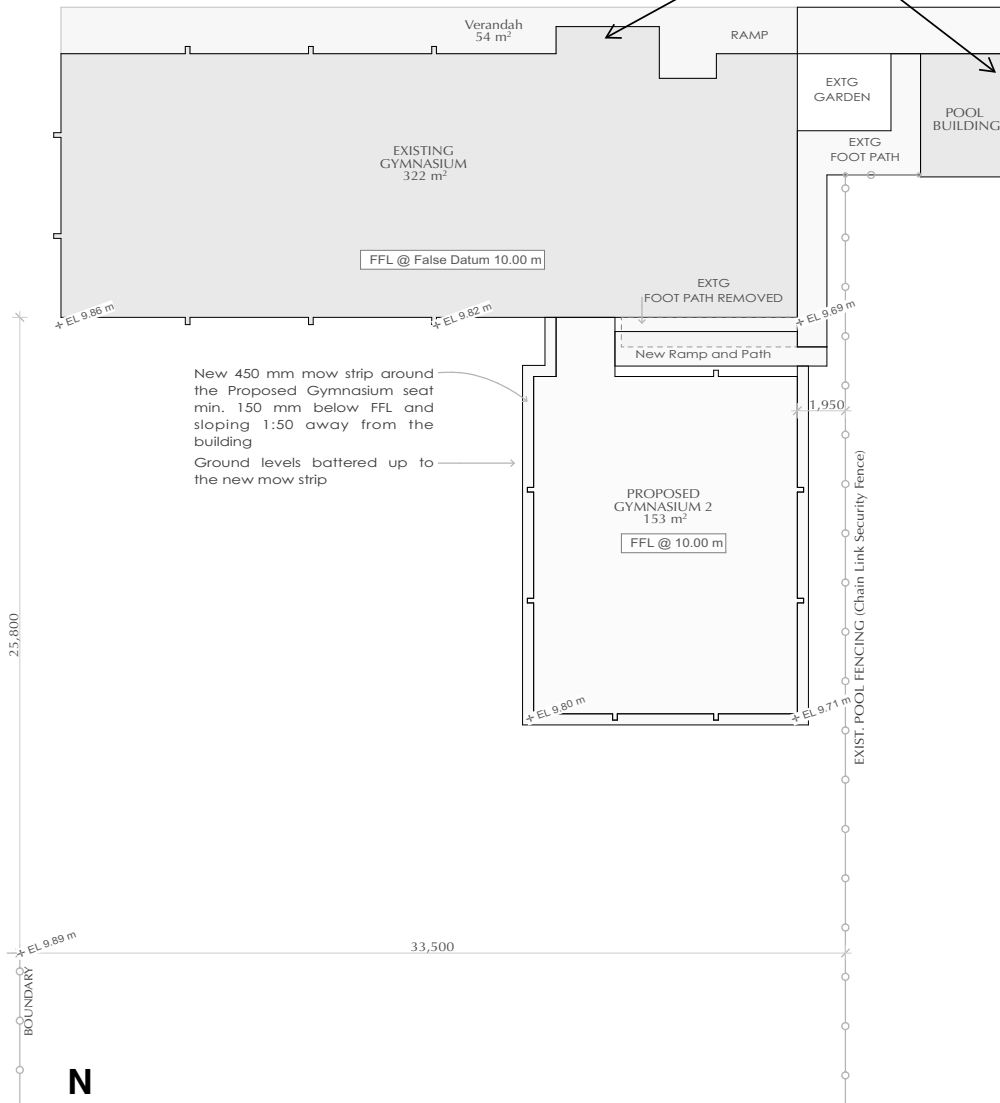 Verandah
54 m²
RAMP
EXTG
GARDEN
POOL
BUILDING
EXTG
FOOT PATH
EXISTING
GYMNASIUM
322 m²
FFL @ False Datum 10.00 m
EXTG
FOOT PATH REMOVED
EL 9.86 m
EL 9.82 m
EL 9.69 m
New Ramp and Path
New 450 mm mow strip around
the Proposed Gymnasium seat
min. 150 mm below FFL and
sloping 1:50 away from the
building
Ground levels battered up to
the new mow strip
1,950
PROPOSED
GYMNASIUM 2
153 m²
FFL @ 10.00 m
EXIST. POOL FENCING (Chain Link Security Fence)
25,800
EL 9.80 m
EL 9.71 m
EL 9.89 m
33,500
BOUNDARY
N